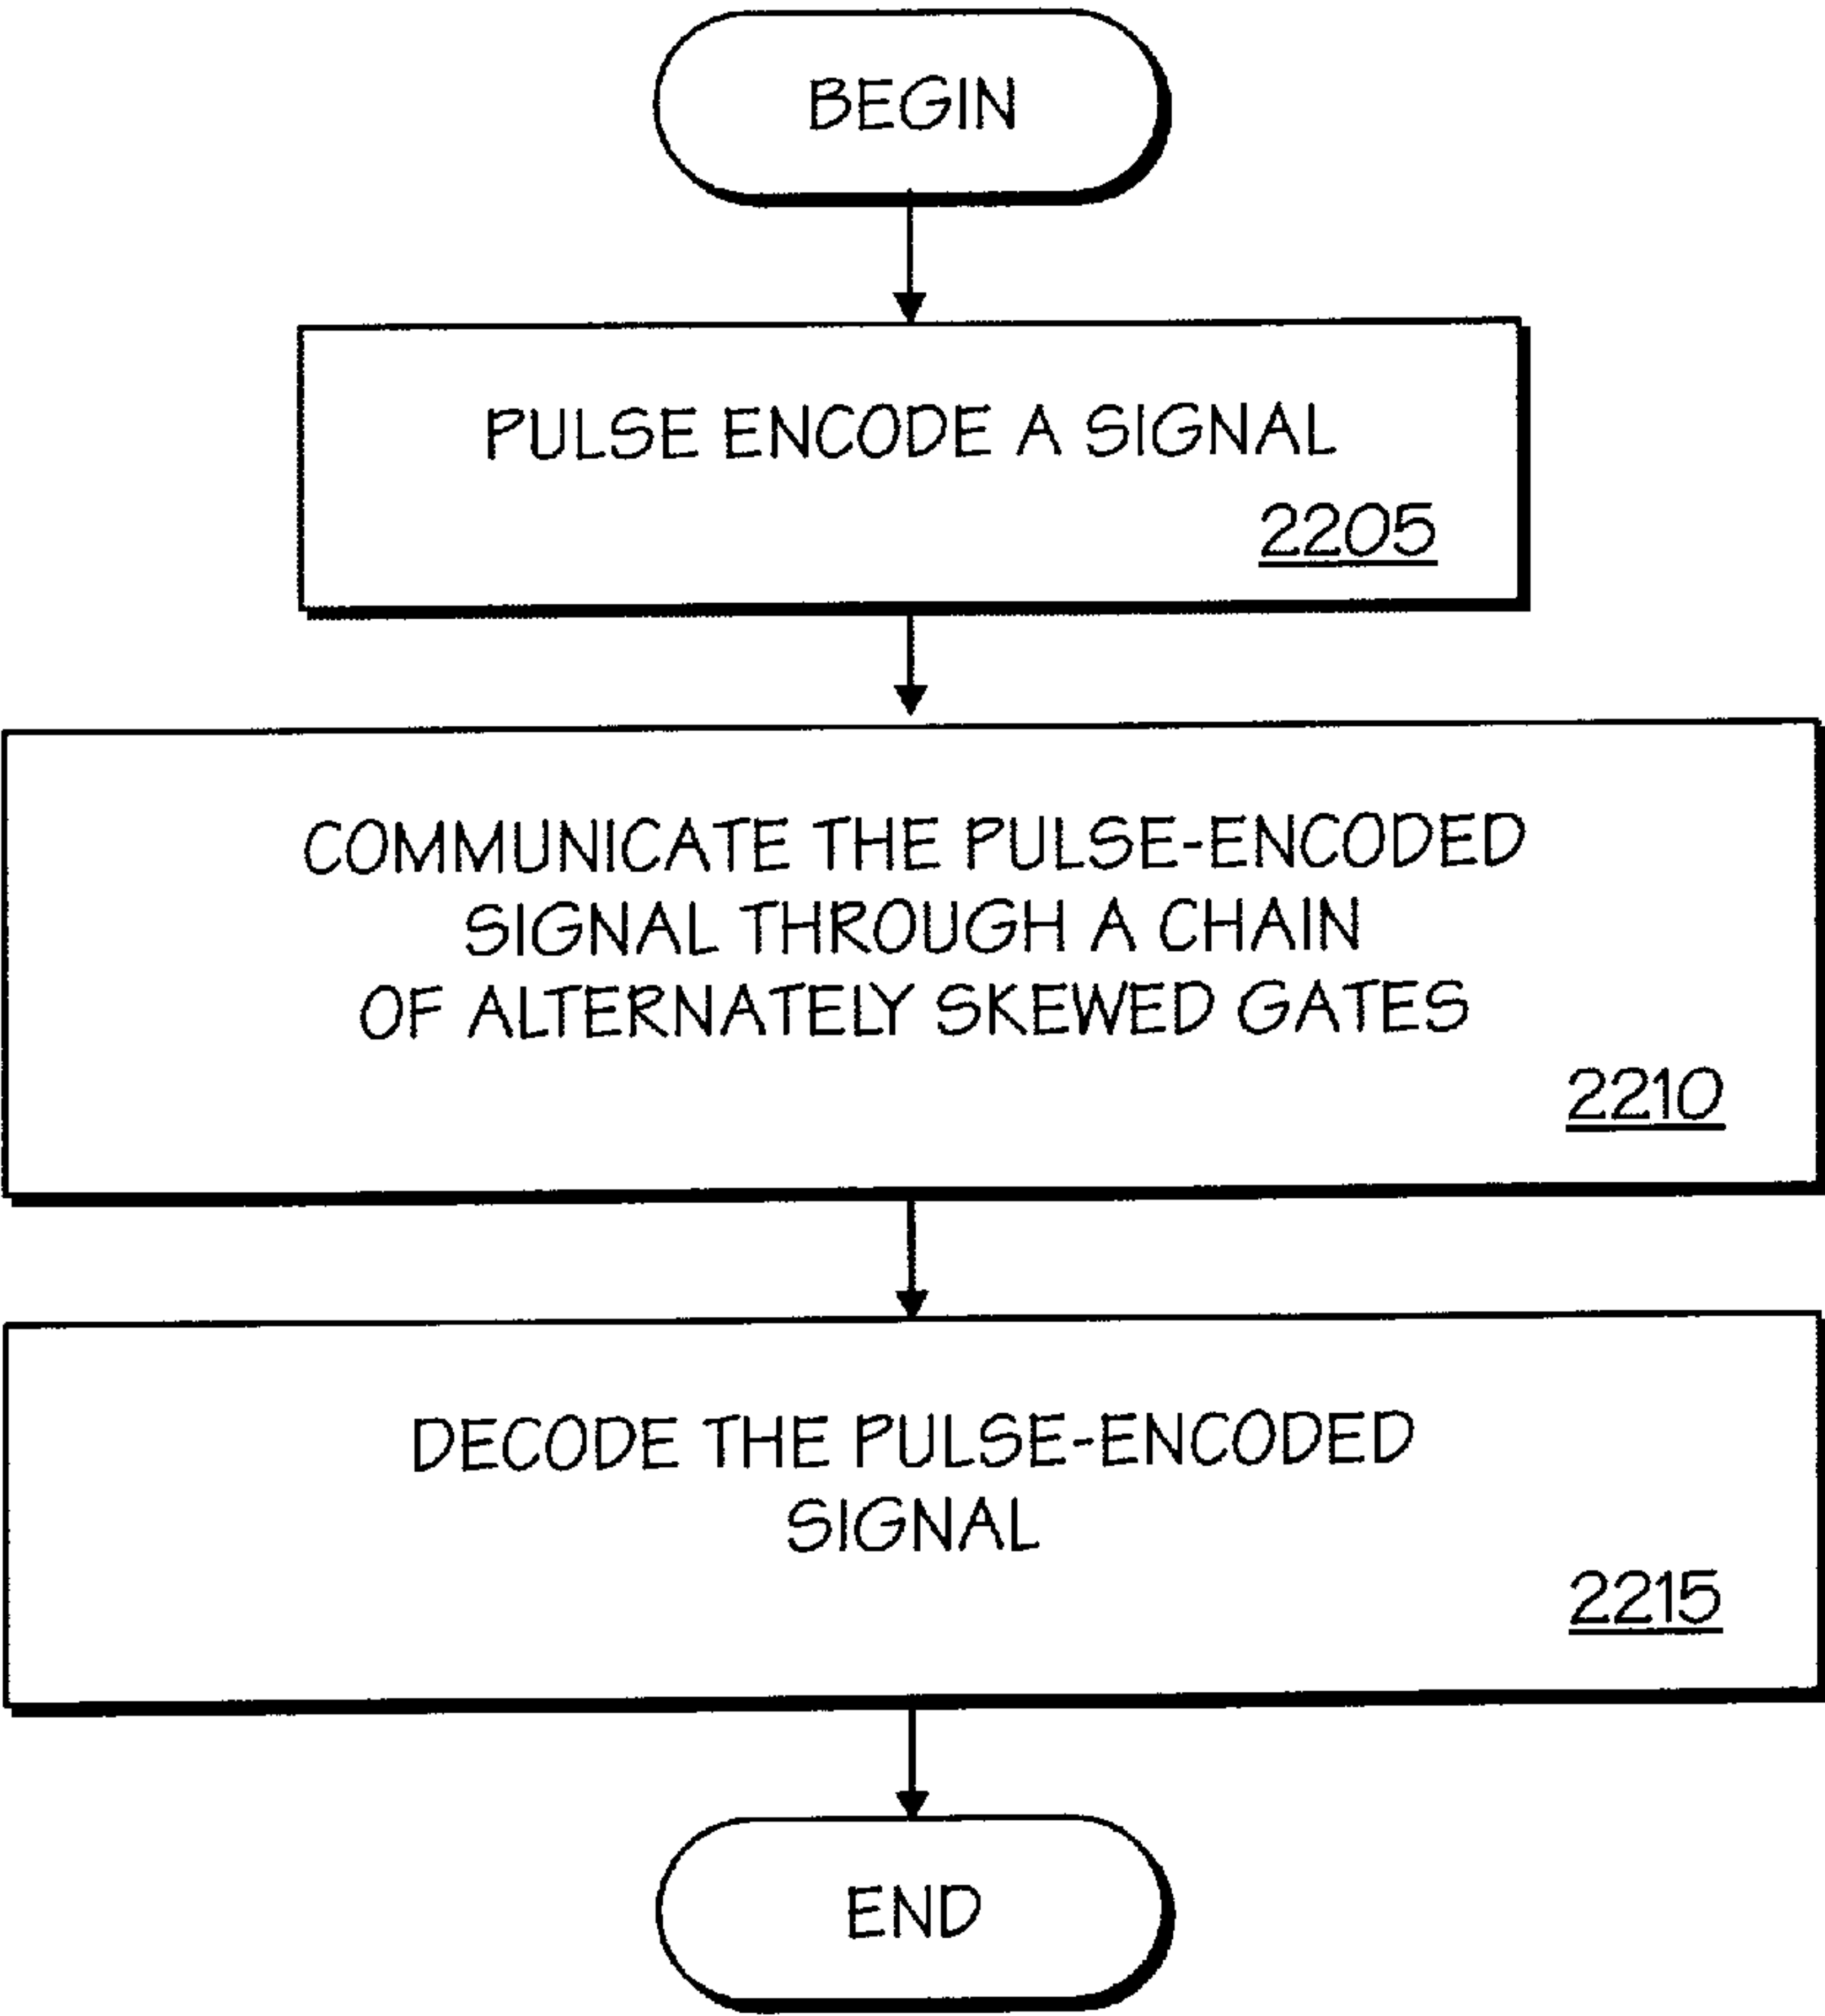 BEGIN
PULSE ENCODE A SIGNAL
2205
COMMUNICATE THE PULSE-ENCODED
SIGNAL THROUGH A CHAIN
OF ALTERNATELY SKEWED GATES
2210
DECODE THE PULSE-ENCODED
SIGNAL
2215
END